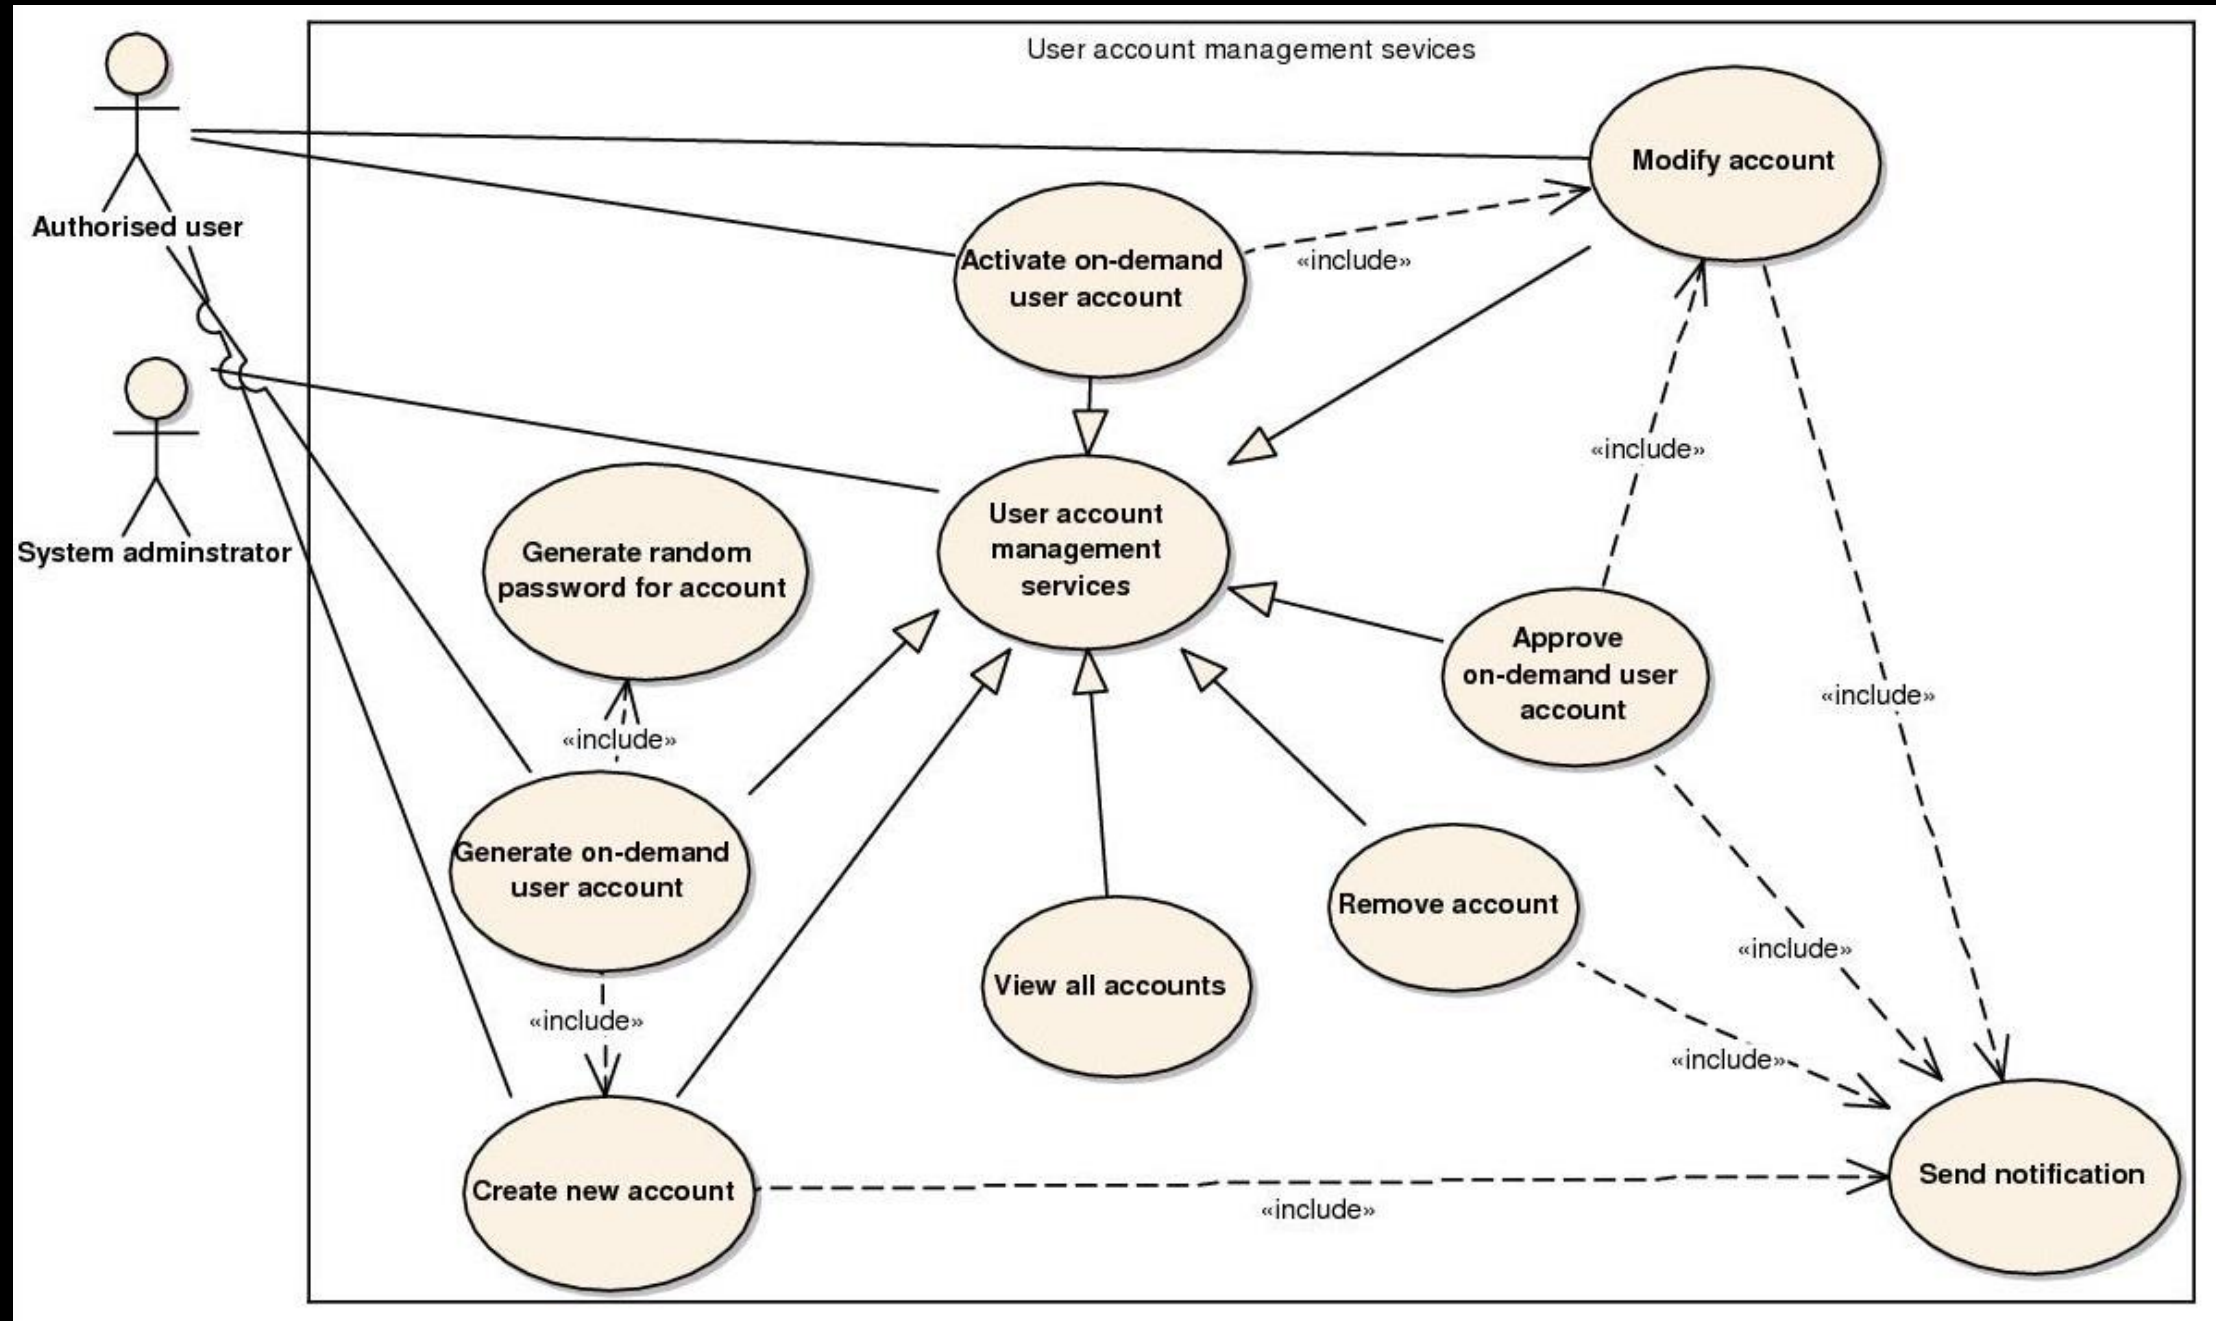 User account management sevices
Modify account
Authorised user
Activate on-demand
user account
«include»
«include»
User account
management
services
System adminstrator
Generate random
password for account
Approve
on-demand user
account
«include»
«include»
Generate on-demand
user account
Remove account
«include»
View all accounts
«include»
«include»
Create new account
Send notification
«include»